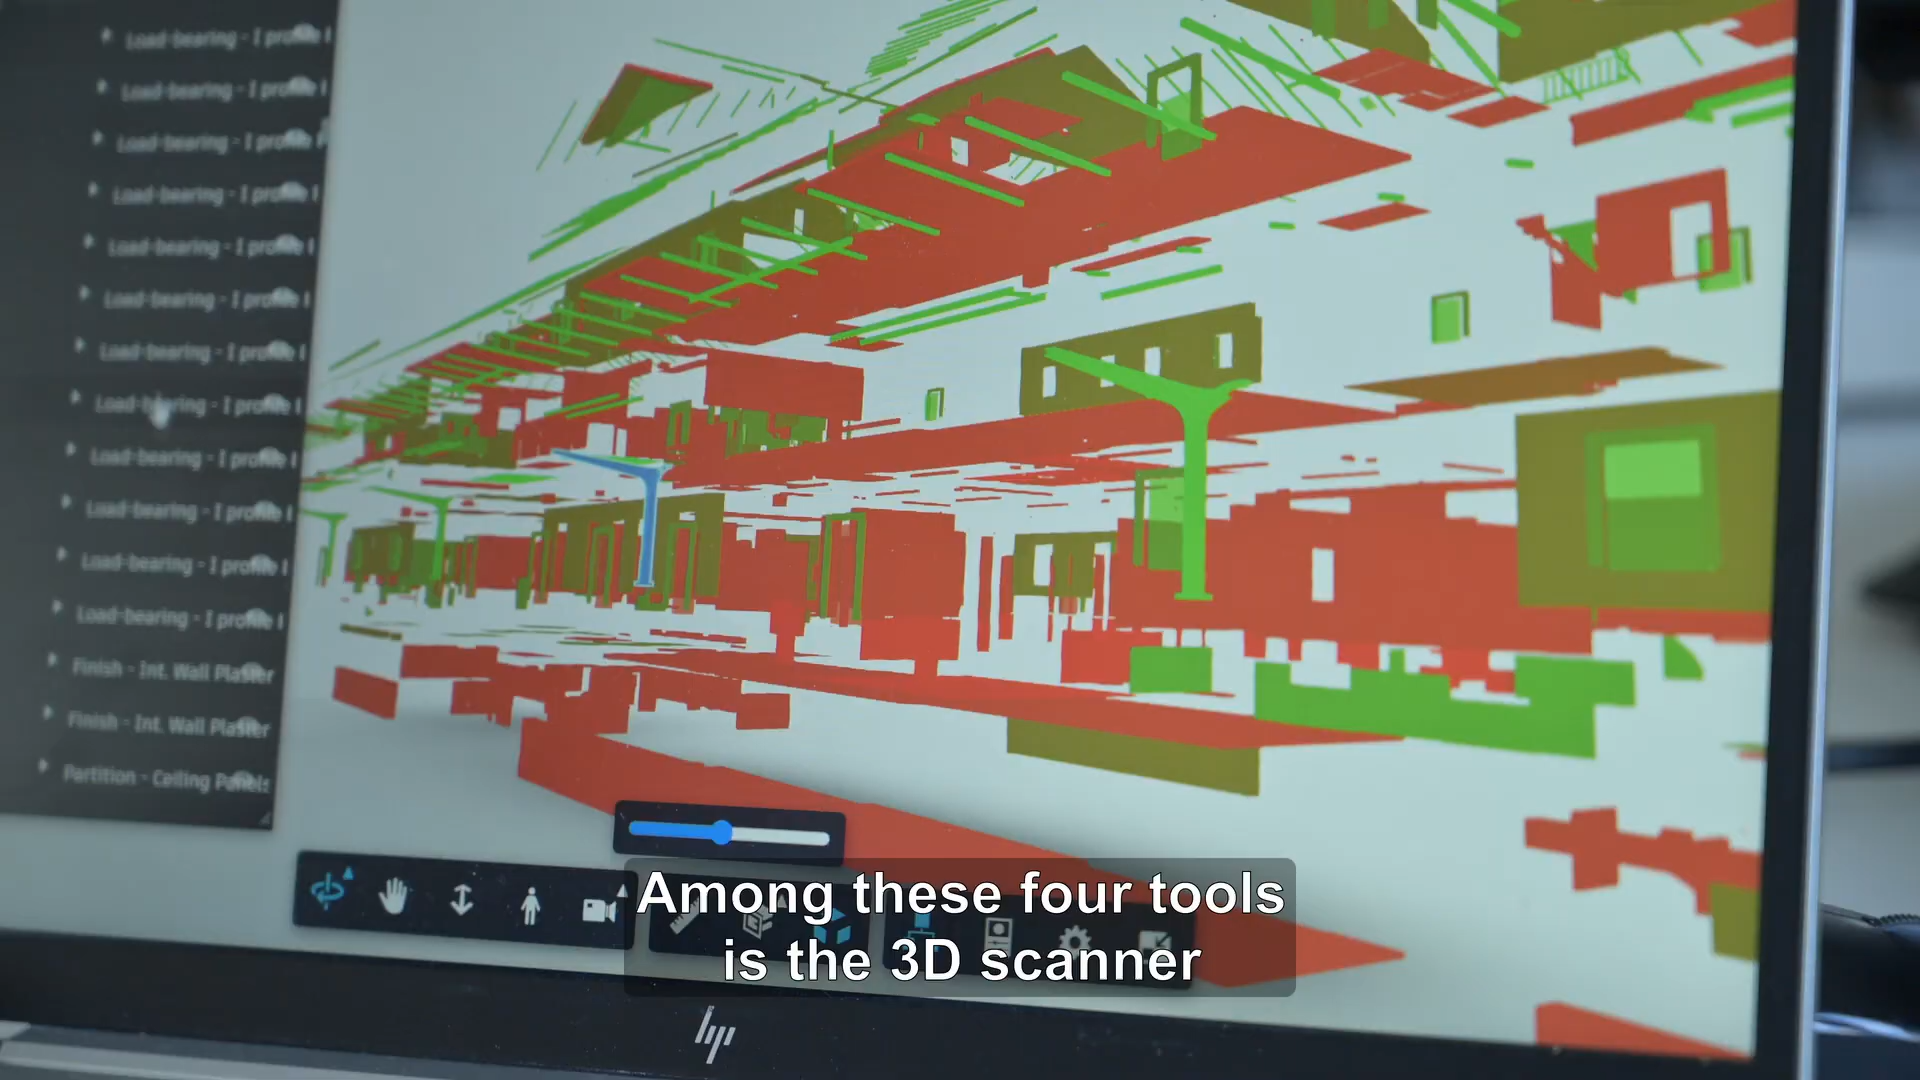 Load-bearing - I profile
Load-bearing - I profile
Load-bearing - I profile
Load-bearing - I profile
Load-bearing - I profile
Load-bearing - I profile
Load-bearing - I profile
Load-bearing - I profile
Load-bearing - I profile
Load-bearing - I profile
Load-bearing - I profile
Load-bearing - I profile
Finish - Int. Wall Plaster
Finish - Int. Wall Plaster
Partition - Ceiling Panels
Among these four tools
is the 3D scanner
hp